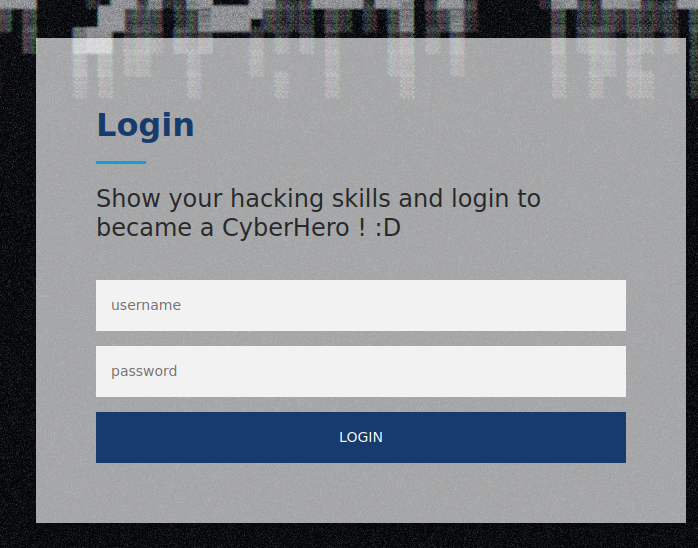 Login
Show your hacking skills and login to
became a CyberHero ! :D
username
password
LOGIN